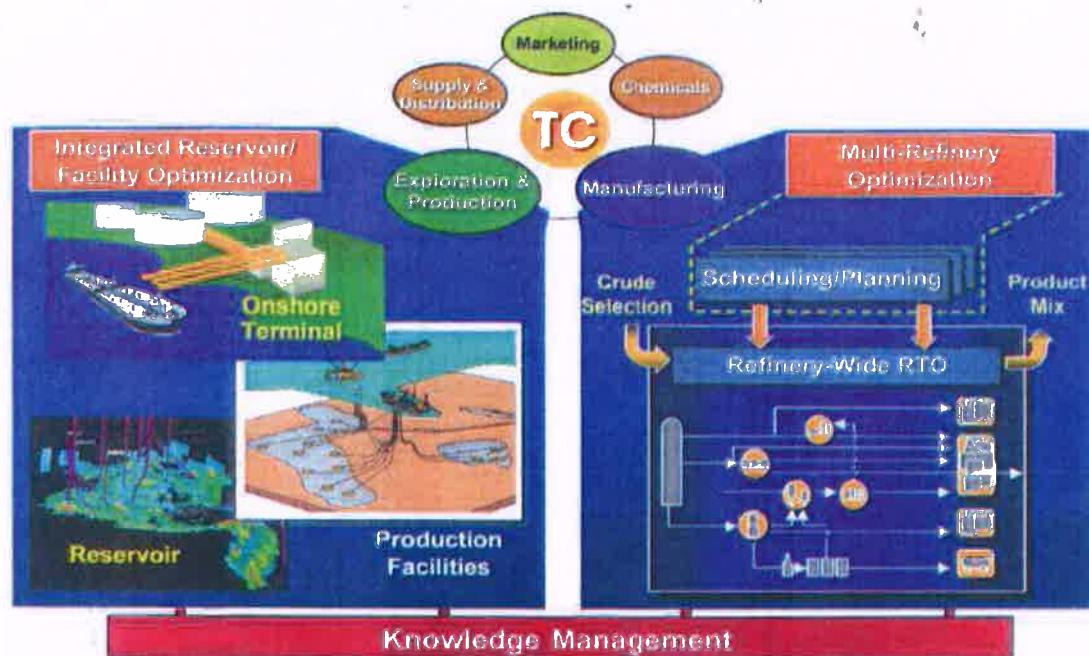 Marketing
Supply &
Distribution
Chemicals
TC
Exploration &
Production
Manufacturing
Integrated Reservoir/
Facility Optimization
Onshore
Terminal
Reservoir
Production
Facilities
Multi-Refinery
Optimization
Scheduling/Planning
Crude
Selection
Product
Mix
Refinery-Wide RTO
Knowledge Management